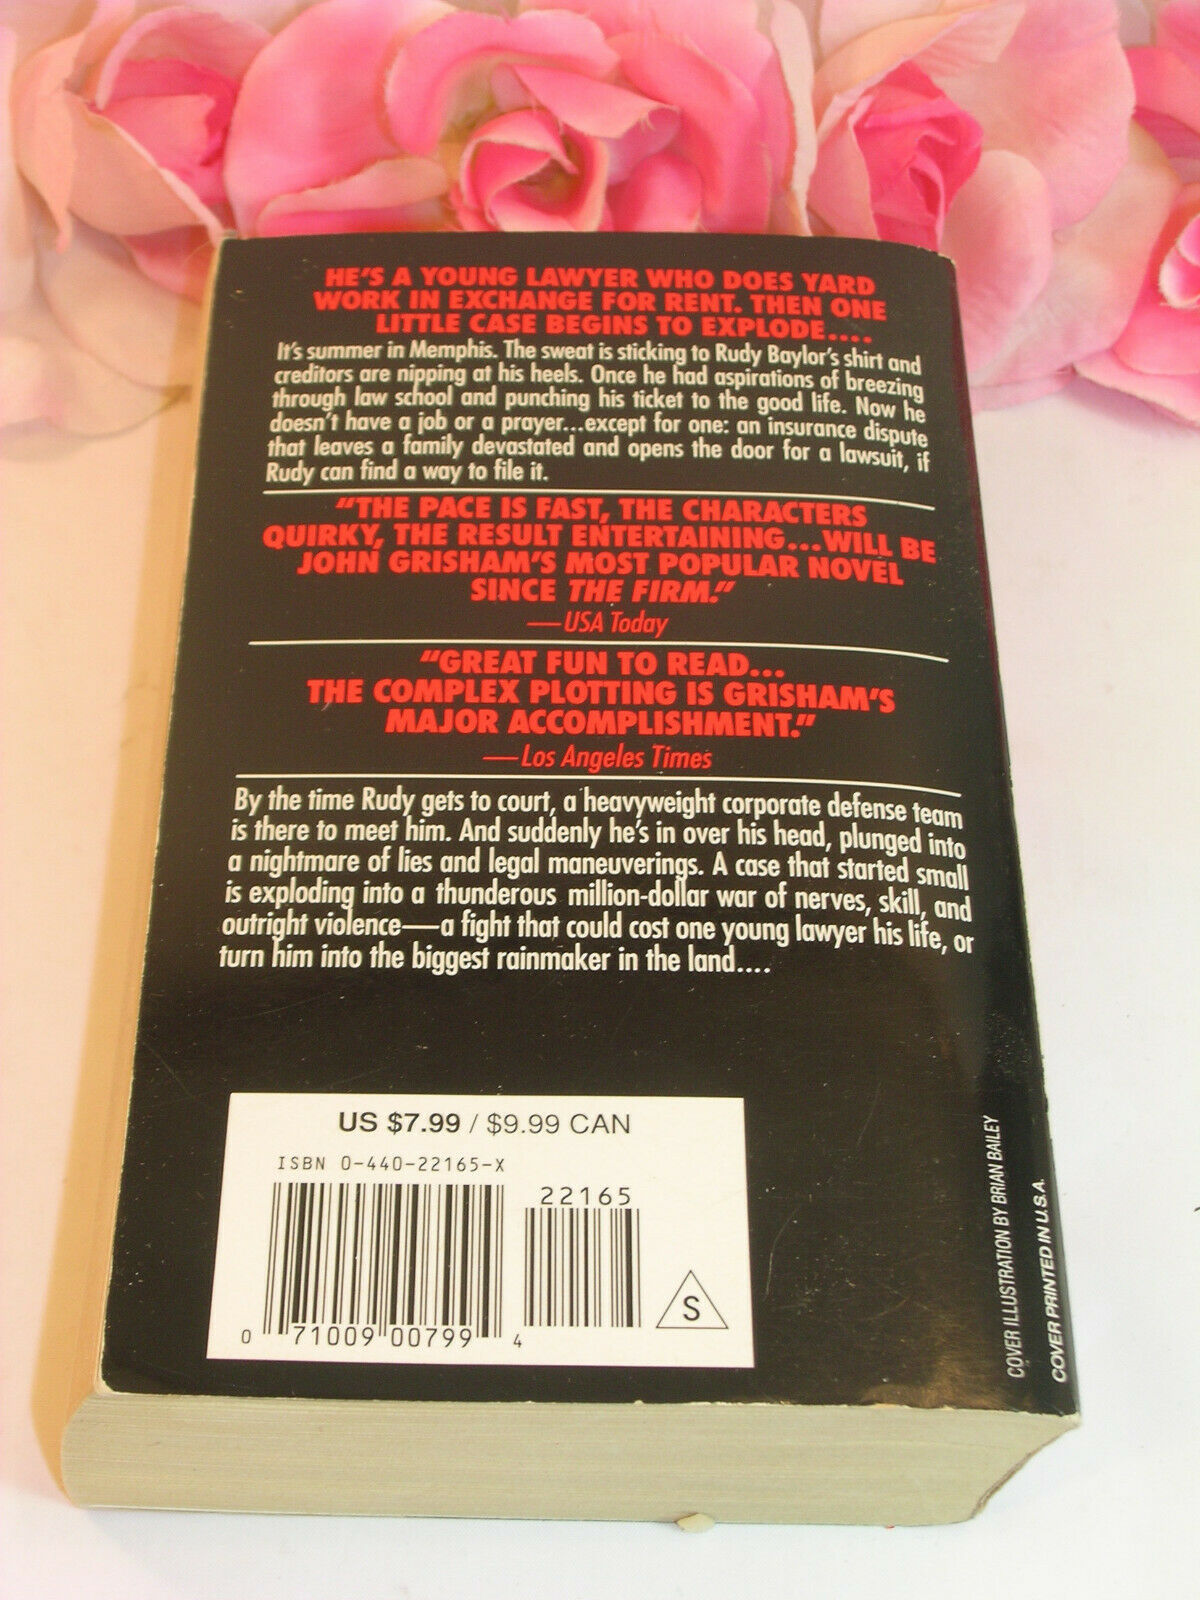 HE'S A YOUNG LAWYER WHO DOES YARD
WORK IN EXCHANGE FOR RENT. THEN ONE
LITTLE CASE BEGINS TO EXPLODE....
It's summer in Memphis. The sweat is sticking to Rudy Baylor's shirt and
creditors are nipping at his heels. Once he had aspirations of breezing
through law school and punching his ticket to the good life. Now he
doesn't have a job or a prayer...except for one: an insurance dispute
that leaves a family devastated and opens the door for a lawsuit, if
Rudy can find a way to file it.
"THE PACE IS FAST, THE CHARACTERS
QUIRKY, THE RESULT ENTERTAINING...WILL BE
JOHN GRISHAM'S MOST POPULAR NOVEL
SINCE THE FIRM."
—USA Today
"GREAT FUN TO READ...
THE COMPLEX PLOTTING IS GRISHAM'S
MAJOR ACCOMPLISHMENT."
—Los Angeles Times
By the time Rudy gets to court, a heavyweight corporate defense team
is there to meet him. And suddenly he's in over his head, plunged into
a nightmare of lies and legal maneuverings. A case that started small
is exploding into a thunderous million-dollar war of nerves, skill, and
outright violence—a fight that could cost one young lawyer his life, or
turn him into the biggest rainmaker in the land....
US $7.99 / $9.99 CAN
ISBN 0-440-22165-X
22165
S
0 71009 00799 4
COVER ILLUSTRATION BY BRIAN BAILEY
COVER PRINTED IN U.S.A.